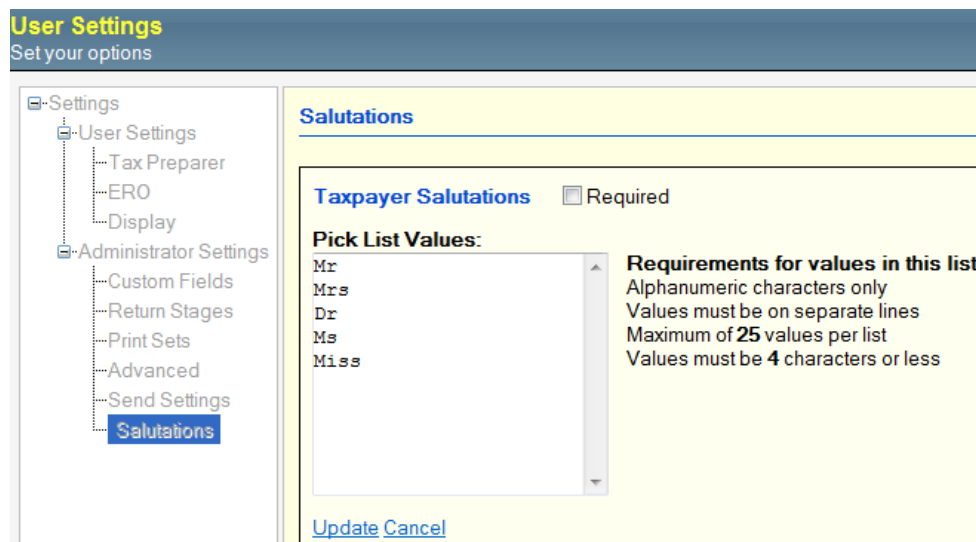 User Settings
Set your options
Settings
User Settings
Tax Preparer
ERO
Display
Administrator Settings
Custom Fields
Return Stages
Print Sets
Advanced
Send Settings
Salutations
Salutations
Taxpayer Salutations Required
Pick List Values:
Mr
Mrs
Dr
Ms
Miss
Requirements for values in this list
Alphanumeric characters only
Values must be on separate lines
Maximum of 25 values per list
Values must be 4 characters or less
Update Cancel